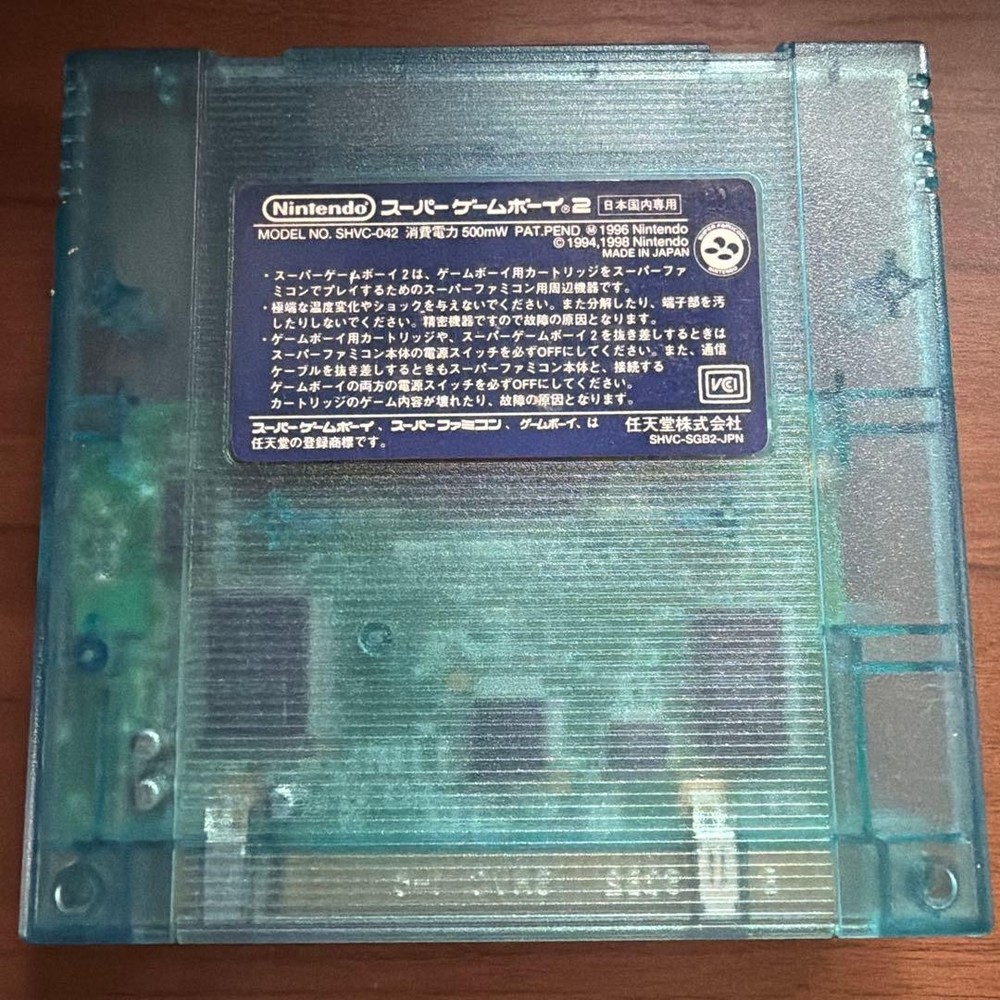 Nintendo® スーパーゲームボーイ®2 日本国内専用
MODEL NO. SHVC-042 消費電力 500mW PAT.PEND Ⓜ1996 Nintendo
©1994,1998 Nintendo
MADE IN JAPAN
SUPER FAMICOM
NINTENDO
・スーパーゲームボーイ2は、ゲームボーイ用カートリッジをスーパーファ
ミコンでプレイするためのスーパーファミコン用周辺機器です。
・極端な温度変化やショックを与えないでください。また分解したり、端子部を汚
したりしないでください。精密機器ですので故障の原因となります。
・ゲームボーイ用カートリッジや、スーパーゲームボーイ2を抜き差しするときは
スーパーファミコン本体の電源スイッチを必ずOFFにしてください。また、通信
ケーブルを抜き差しするときもスーパーファミコン本体と、接続する
ゲームボーイの両方の電源スイッチを必ずOFFにしてください。
カートリッジのゲーム内容が壊れたり、故障の原因となります。
VCI
スーパーゲームボーイ、スーパーファミコン、ゲームボーイ、は
任天堂の登録商標です。
任天堂株式会社
SHVC-SGB2-JPN